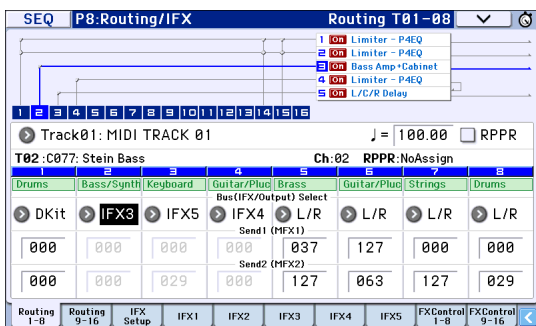 SEQ P8:Routing/IFX Routing T01-08
1 On Limiter - P4EQ
2 On Limiter - P4EQ
3 On Bass Amp+Cabinet
4 On Limiter - P4EQ
5 On L/C/R Delay
1 2 3 4 5 6 7 8 9 10 11 12 13 14 15 16
Track01: MIDI TRACK 01 ♩= 100.00 RPPR
T02 :C077: Stein Bass Ch:02 RPPR:NoAssign
1 2 3 4 5 6 7 8
Drums Bass/Synth Keyboard Guitar/Pluc Brass Guitar/Pluc Strings Drums
Bus(IFX/Output) Select
DKit IFX3 IFX5 IFX4 L/R L/R L/R L/R
Send1 (MFX1)
000 000 000 000 037 127 000 000
Send2 (MFX2)
000 000 029 000 127 063 127 029
Routing 1-8 Routing 9-16 IFX Setup IFX1 IFX2 IFX3 IFX4 IFX5 FXControl 1-8 FXControl 9-16